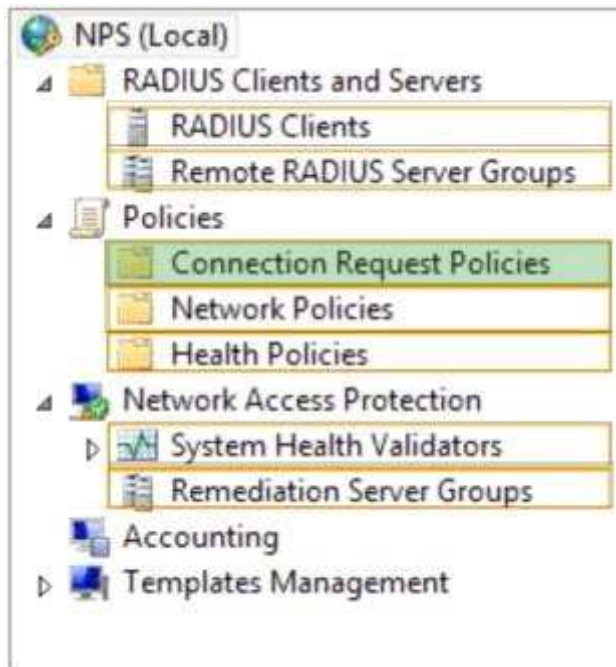 NPS (Local)
RADIUS Clients and Servers
RADIUS Clients
Remote RADIUS Server Groups
Policies
Connection Request Policies
Network Policies
Health Policies
Network Access Protection
System Health Validators
Remediation Server Groups
Accounting
Templates Management